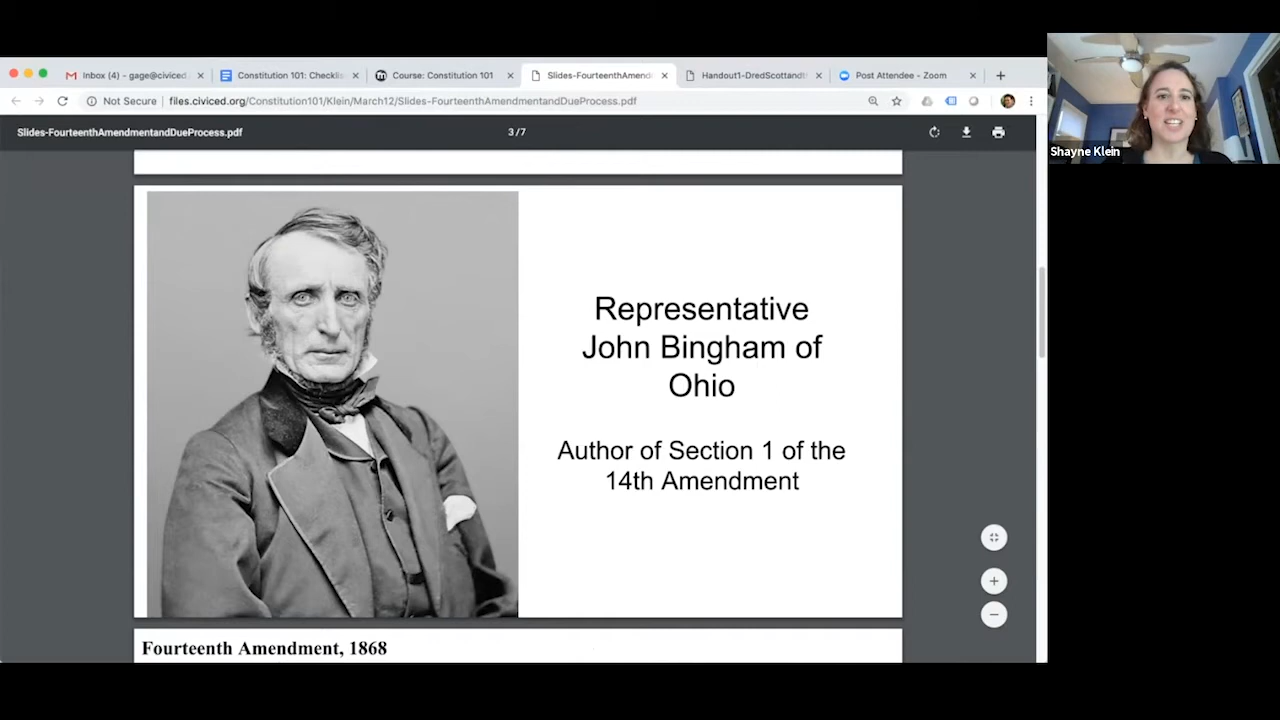 Inbox (4) - gage@civiced.
Constitution 101: Checklis
Course: Constitution 101
Slides-FourteenthAmend
Handout1-DredScottandt
Post Attendee - Zoom
Not Secure
files.civiced.org/Constitution101/Klein/March12/Slides-FourteenthAmendmentandDueProcess.pdf
Slides-FourteenthAmendmentandDueProcess.pdf
3/7
Shayne Klein
Representative
John Bingham of
Ohio
Author of Section 1 of the
14th Amendment
Fourteenth Amendment, 1868